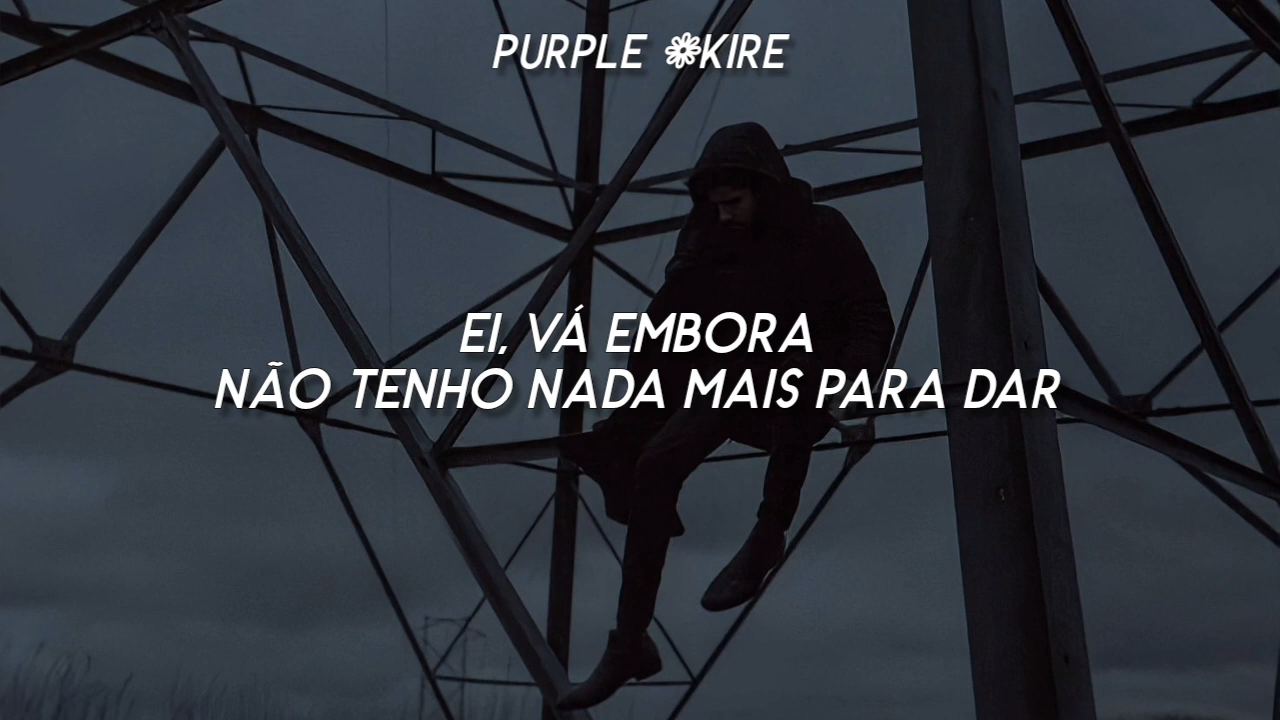 PURPLE ❁KIRE
EI, VÁ EMBORA
NÃO TENHO NADA MAIS PARA DAR